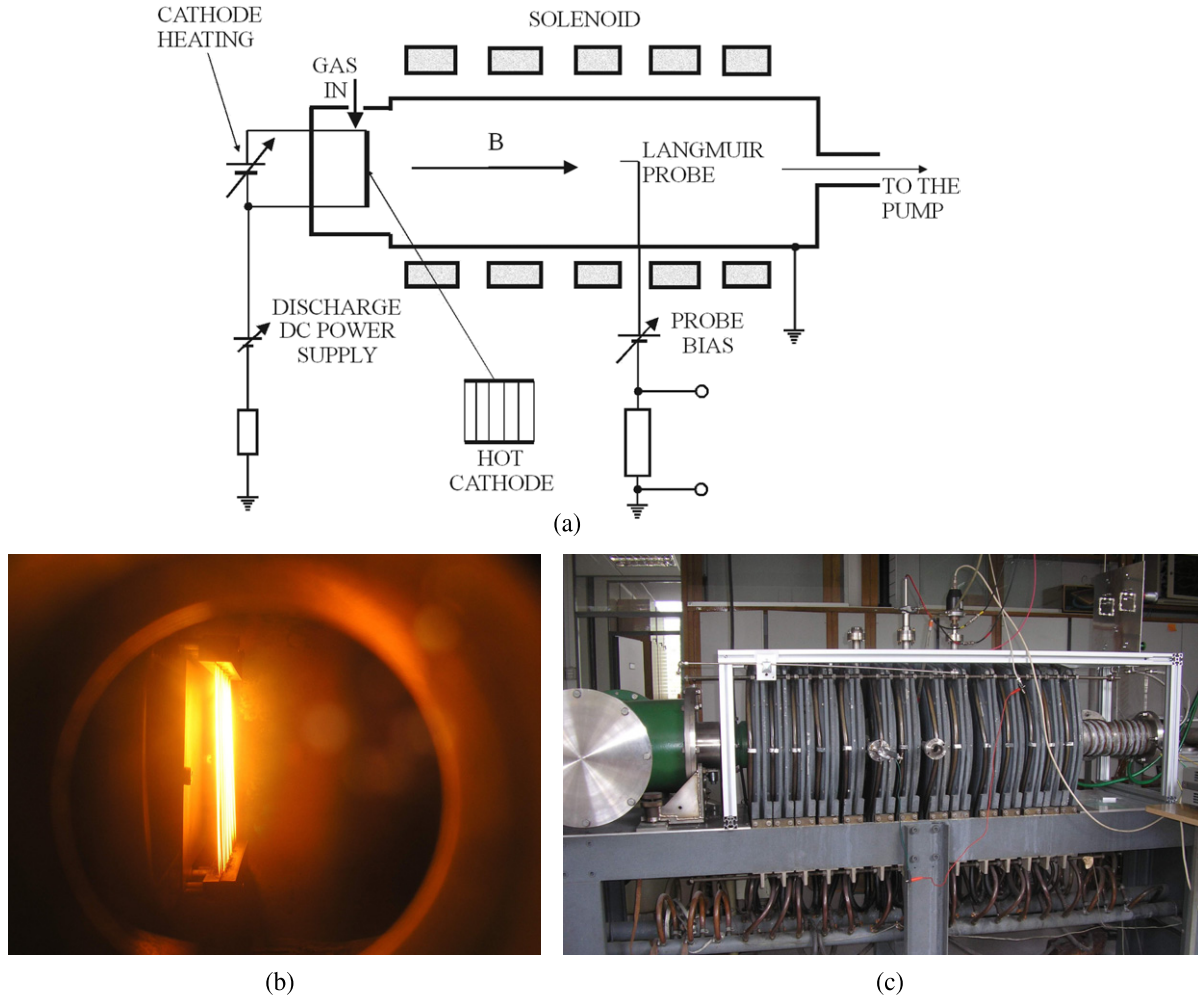 CATHODE
HEATING
SOLENOID
GAS
IN
B
LANGMUIR
PROBE
TO THE
PUMP
DISCHARGE
DC POWER
SUPPLY
PROBE
BIAS
HOT
CATHODE
(a)
(b)
(c)